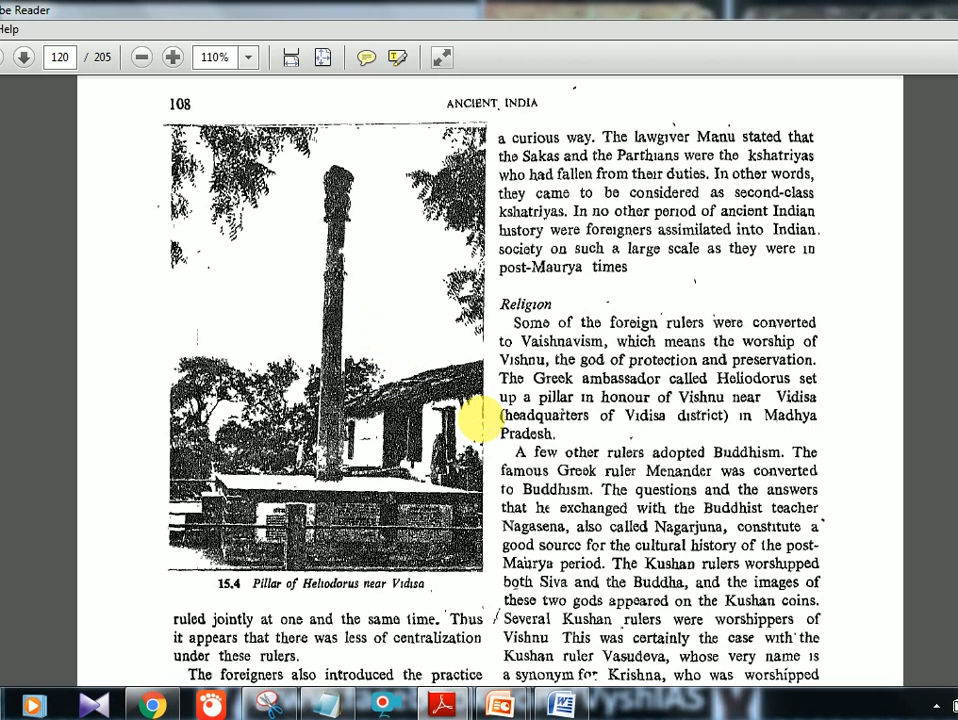 be Reader
Help
120 / 205 110%
108 ANCIENT INDIA
15.4 Pillar of Heliodorus near Vidisa
ruled jointly at one and the same time. Thus
it appears that there was less of centralization
under these rulers.
The foreigners also introduced the practice
a curious way. The lawgiver Manu stated that
the Sakas and the Parthians were the kshatriyas
who had fallen from their duties. In other words,
they came to be considered as second-class
kshatriyas. In no other period of ancient Indian
history were foreigners assimilated into Indian
society on such a large scale as they were in
post-Maurya times
Religion
Some of the foreign rulers were converted
to Vaishnavism, which means the worship of
Vishnu, the god of protection and preservation.
The Greek ambassador called Heliodorus set
up a pillar in honour of Vishnu near Vidisa
(headquarters of Vidisa district) in Madhya
Pradesh.
A few other rulers adopted Buddhism. The
famous Greek ruler Menander was converted
to Buddhism. The questions and the answers
that he exchanged with the Buddhist teacher
Nagasena, also called Nagarjuna, constitute a
good source for the cultural history of the post-
Maurya period. The Kushan rulers worshipped
both Siva and the Buddha, and the images of
these two gods appeared on the Kushan coins.
Several Kushan rulers were worshippers of
Vishnu This was certainly the case with the
Kushan ruler Vasudeva, whose very name is
a synonym for Krishna, who was worshipped